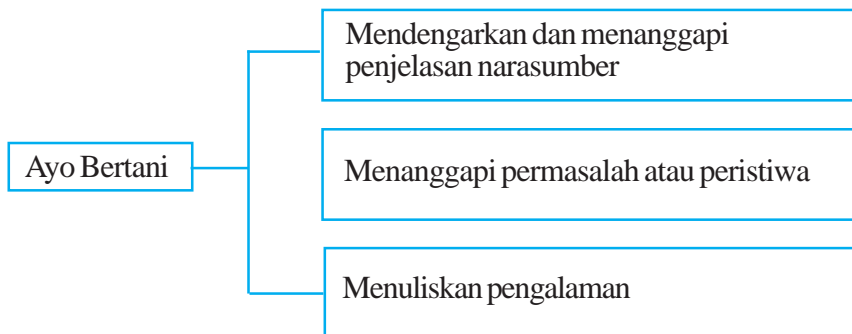 Mendengarkan dan menanggapi
penjelasan narasumber
Ayo Bertani
Menanggapi permasalah atau peristiwa
Menuliskan pengalaman